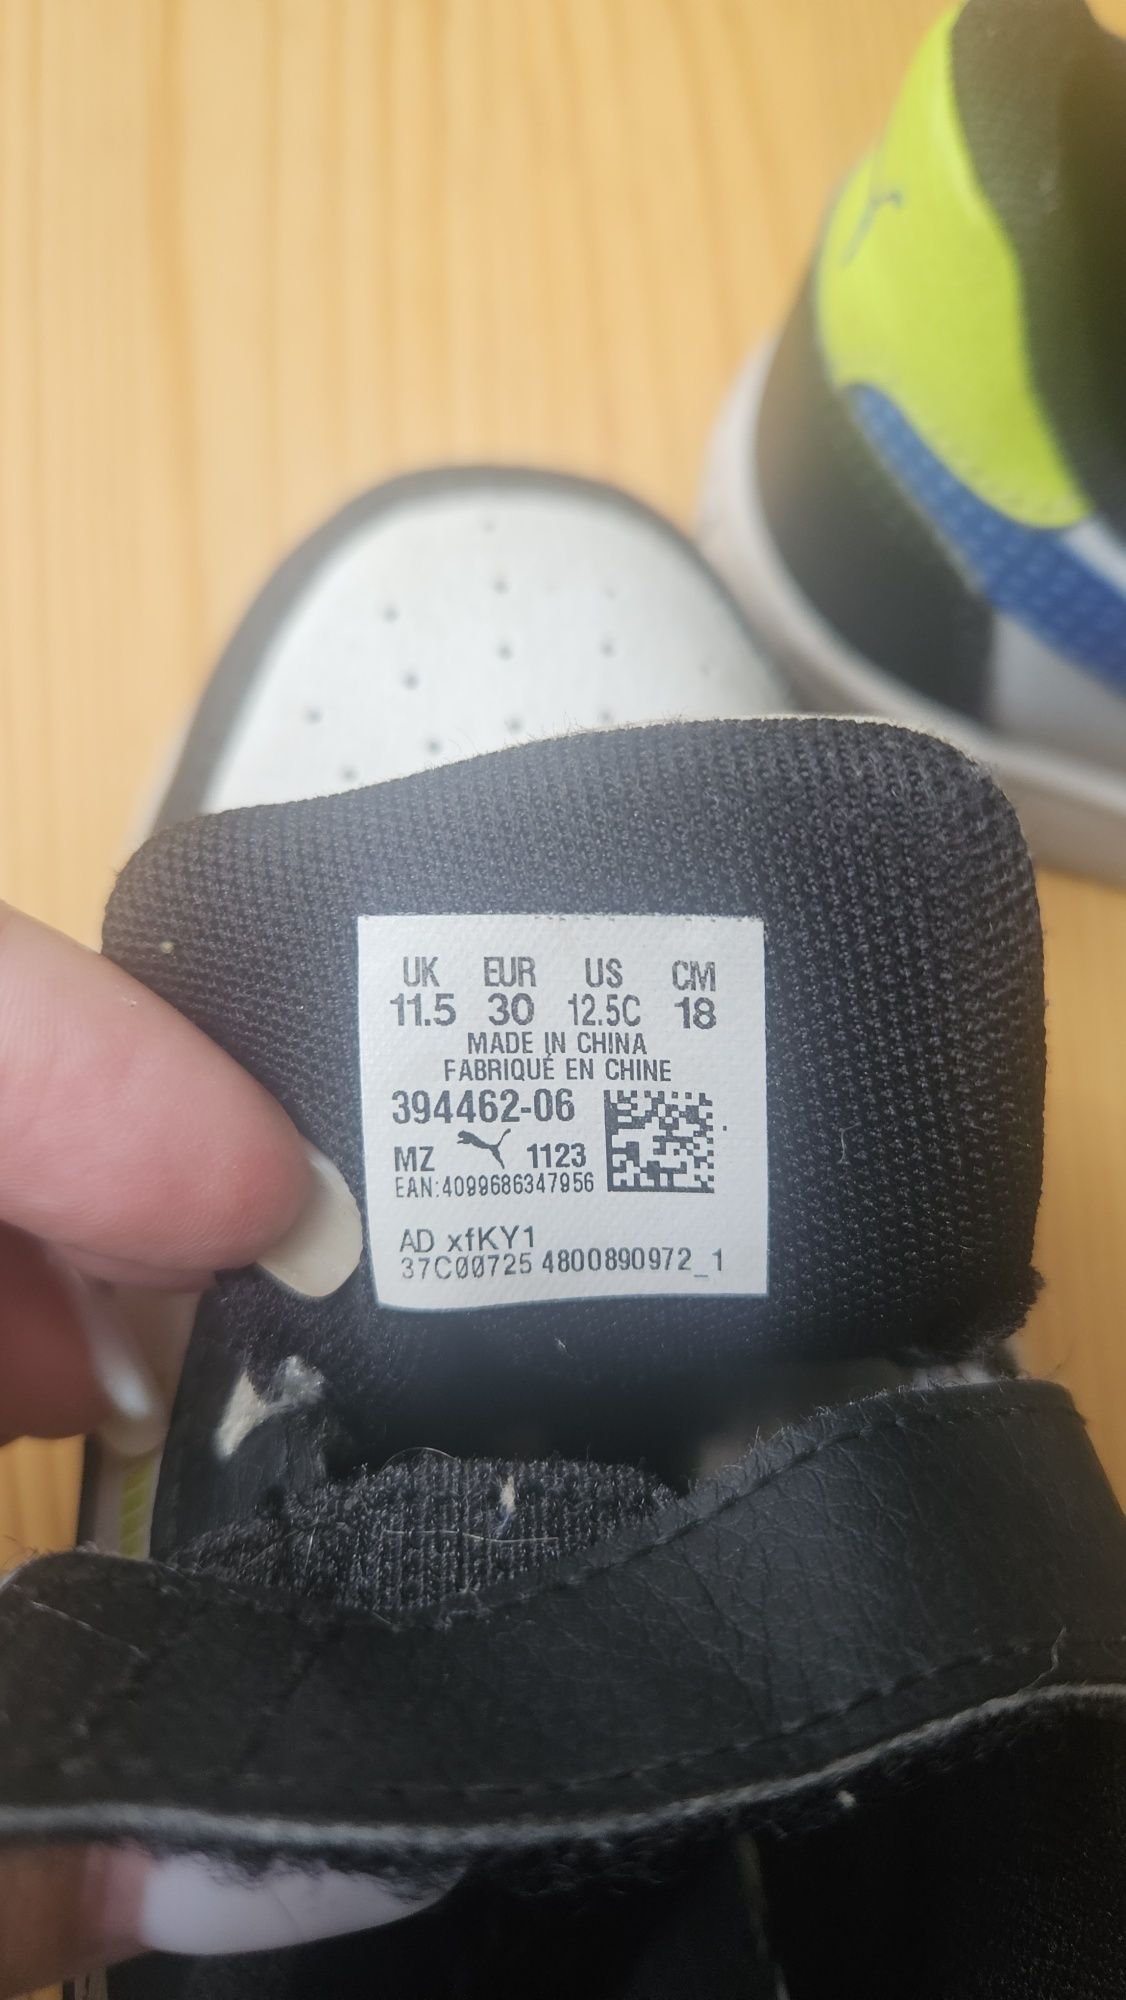 UK EUR US CM
11.5 30 12.5C 18
MADE IN CHINA
FABRIQUÉ EN CHINE
394462-06
MZ 1123
EAN:4099686347956
AD xfKY1
37C00725 4800890972_1